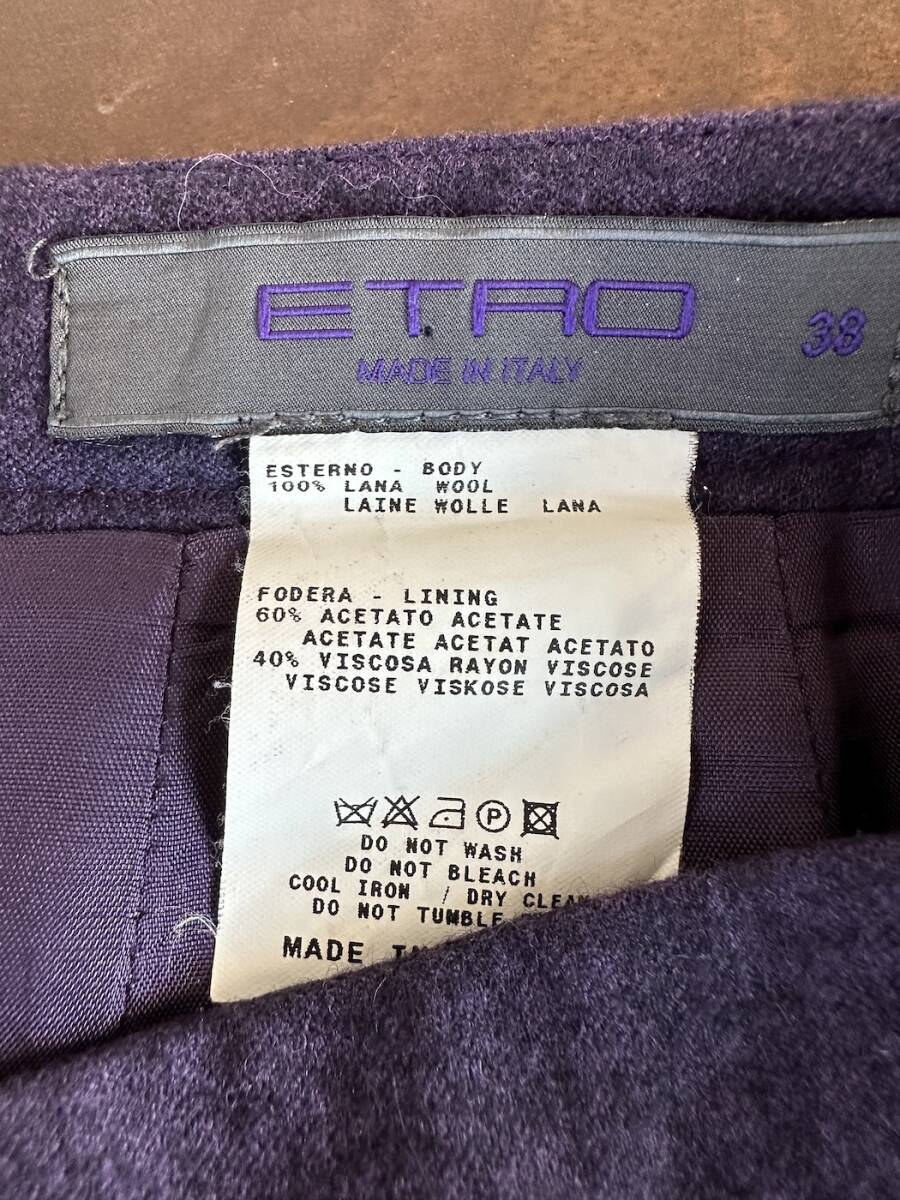 ETRO
MADE IN ITALY
38
ESTERNO - BODY
100% LANA WOOL
LAINE WOLLE LANA
FODERA - LINING
60% ACETATO ACETATE
ACETATE ACETAT ACETATO
40% VISCOSA RAYON VISCOSE
VISCOSE VISKOSE VISCOSA
P
DO NOT WASH
DO NOT BLEACH
COOL IRON / DRY CLEAN
DO NOT TUMBLE
MADE